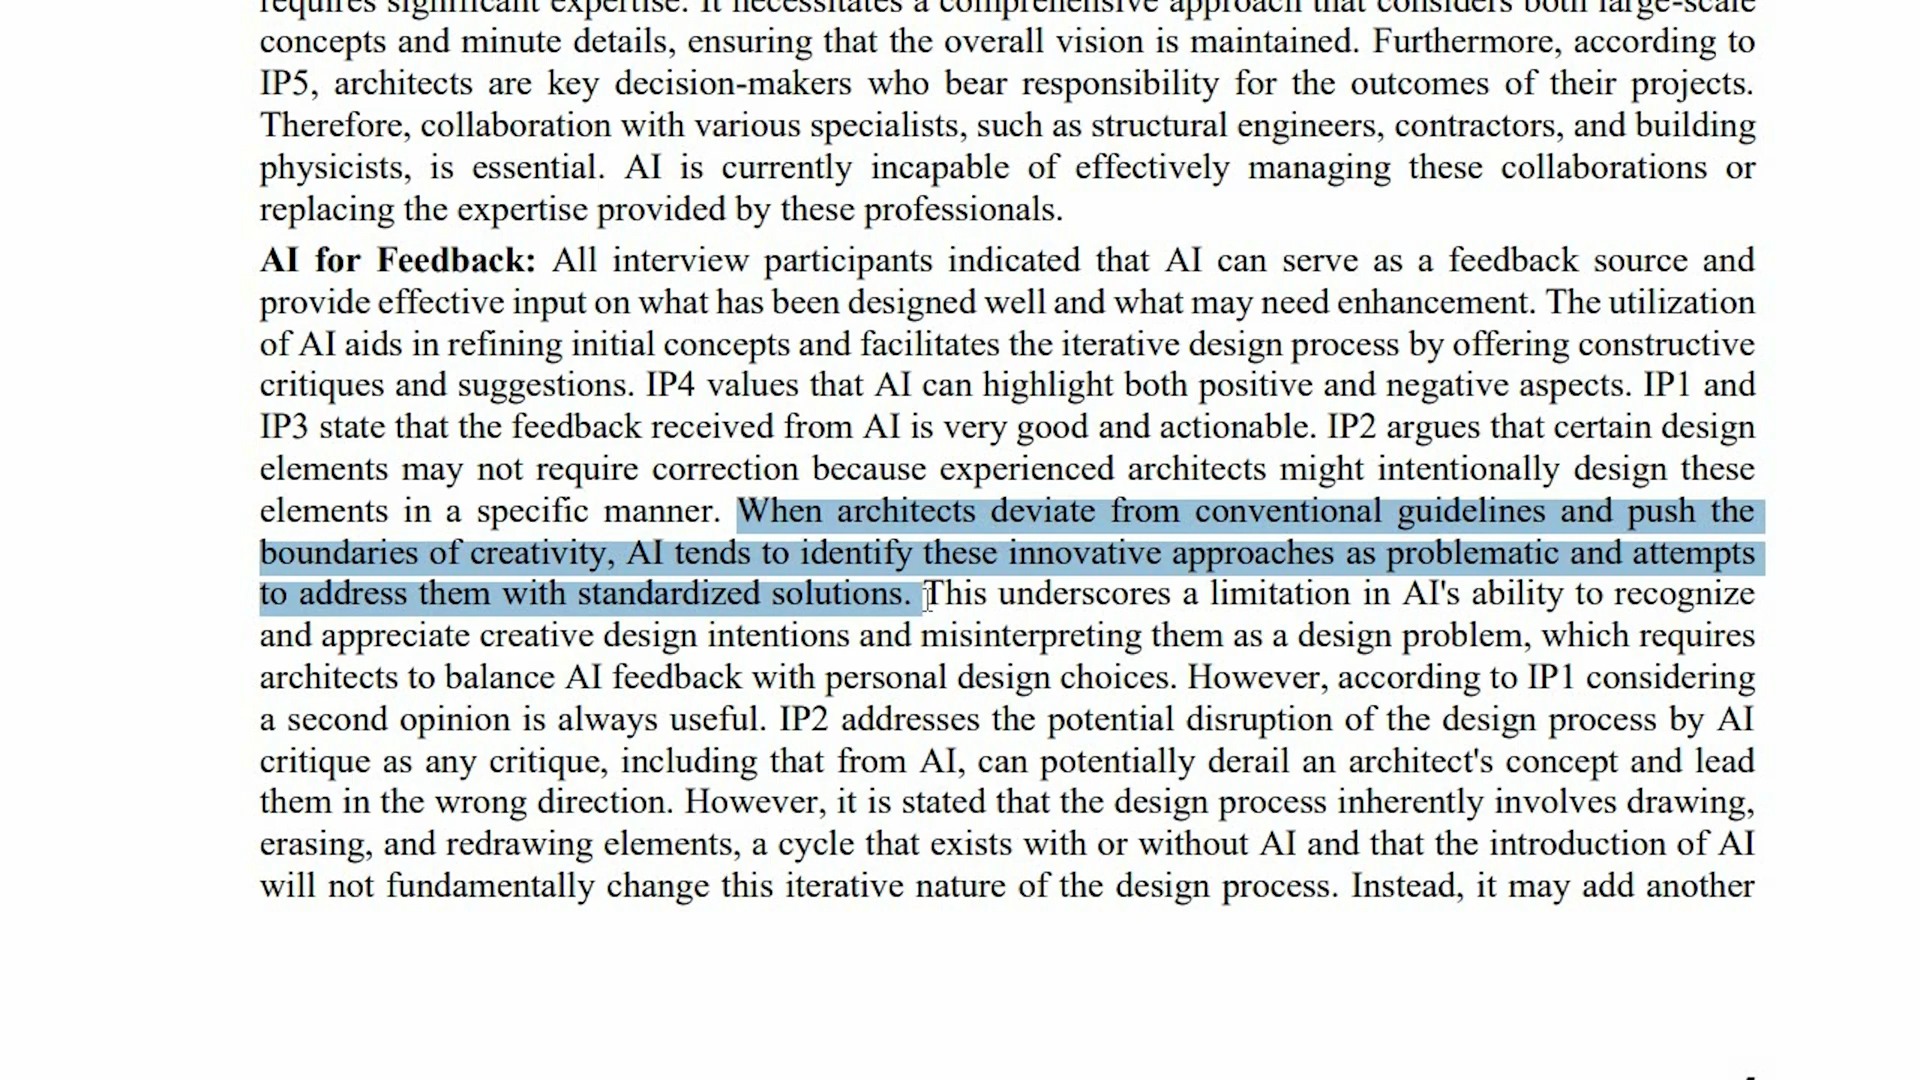 requires significant expertise. It necessitates a comprehensive approach that considers both large-scale
concepts and minute details, ensuring that the overall vision is maintained. Furthermore, according to
IP5, architects are key decision-makers who bear responsibility for the outcomes of their projects.
Therefore, collaboration with various specialists, such as structural engineers, contractors, and building
physicists, is essential. AI is currently incapable of effectively managing these collaborations or
replacing the expertise provided by these professionals.
AI for Feedback: All interview participants indicated that AI can serve as a feedback source and
provide effective input on what has been designed well and what may need enhancement. The utilization
of AI aids in refining initial concepts and facilitates the iterative design process by offering constructive
critiques and suggestions. IP4 values that AI can highlight both positive and negative aspects. IP1 and
IP3 state that the feedback received from AI is very good and actionable. IP2 argues that certain design
elements may not require correction because experienced architects might intentionally design these
elements in a specific manner. When architects deviate from conventional guidelines and push the
boundaries of creativity, AI tends to identify these innovative approaches as problematic and attempts
to address them with standardized solutions. This underscores a limitation in AI's ability to recognize
and appreciate creative design intentions and misinterpreting them as a design problem, which requires
architects to balance AI feedback with personal design choices. However, according to IP1 considering
a second opinion is always useful. IP2 addresses the potential disruption of the design process by AI
critique as any critique, including that from AI, can potentially derail an architect's concept and lead
them in the wrong direction. However, it is stated that the design process inherently involves drawing,
erasing, and redrawing elements, a cycle that exists with or without AI and that the introduction of AI
will not fundamentally change this iterative nature of the design process. Instead, it may add another